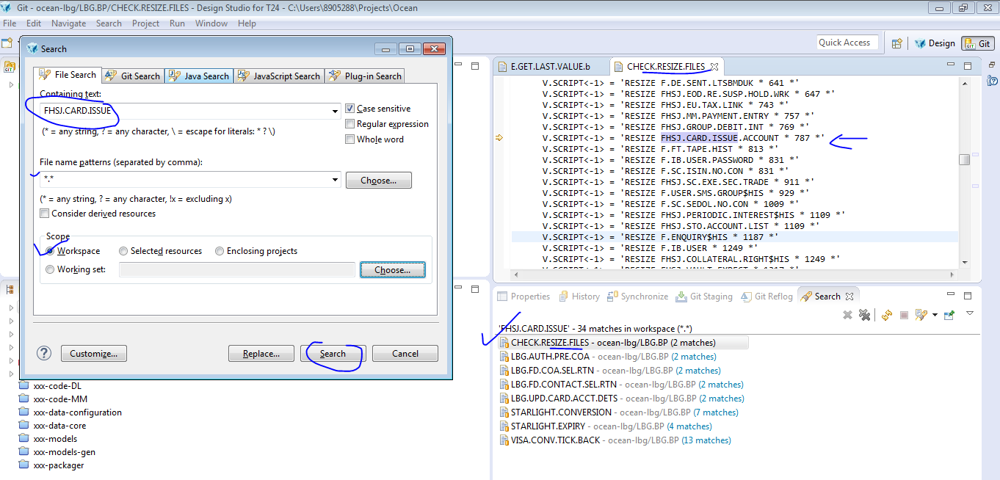 Git - ocean-lbg/LBG.BP/CHECK.RESIZE.FILES - Design Studio for T24 - C:\Users\8905288\Projects\Ocean
File Edit Navigate Search Project Run Window Help
Quick Access
Design
Git
Search
File Search
Git Search
Java Search
JavaScript Search
Plug-in Search
Containing text:
FHSJ.CARD.ISSUE
Case sensitive
(* = any string, ? = any character, \ = escape for literals: * ? \)
Regular expression
Whole word
File name patterns (separated by comma):
*.*
Choose...
(* = any string, ? = any character, !x = excluding x)
Consider derived resources
Scope
Workspace
Selected resources
Enclosing projects
Working set:
Choose...
Customize...
Replace...
Search
Cancel
xxx-code-DL
xxx-code-MM
xxx-data-configuration
xxx-data-core
xxx-models
xxx-models-gen
xxx-packager
E.GET.LAST.VALUE.b
CHECK.RESIZE.FILES
V.SCRIPT<-1> = 'RESIZE F.DE.SENT.LTSBMDUK * 641 *'
V.SCRIPT<-1> = 'RESIZE FHSJ.EOD.RE.SUSP.HOLD.WRK * 647 *'
V.SCRIPT<-1> = 'RESIZE FHSJ.EU.TAX.LINK * 743 *'
V.SCRIPT<-1> = 'RESIZE FHSJ.MM.PAYMENT.ENTRY * 757 *'
V.SCRIPT<-1> = 'RESIZE FHSJ.GROUP.DEBIT.INT * 769 *'
V.SCRIPT<-1> = 'RESIZE FHSJ.CARD.ISSUE.ACCOUNT * 787 *'
V.SCRIPT<-1> = 'RESIZE F.FT.TAPE.HIST * 813 *'
V.SCRIPT<-1> = 'RESIZE F.IB.USER.PASSWORD * 831 *'
V.SCRIPT<-1> = 'RESIZE F.SC.ISIN.NO.CON * 831 *'
V.SCRIPT<-1> = 'RESIZE FHSJ.SC.EXE.SEC.TRADE * 911 *'
V.SCRIPT<-1> = 'RESIZE F.USER.SMS.GROUP$HIS * 929 *'
V.SCRIPT<-1> = 'RESIZE F.SC.SEDOL.NO.CON * 1009 *'
V.SCRIPT<-1> = 'RESIZE FHSJ.PERIODIC.INTEREST$HIS * 1109 *'
V.SCRIPT<-1> = 'RESIZE FHSJ.STO.ACCOUNT.LIST * 1109 *'
V.SCRIPT<-1> = 'RESIZE F.ENQUIRY$HIS * 1187 *'
V.SCRIPT<-1> = 'RESIZE F.IB.USER * 1249 *'
V.SCRIPT<-1> = 'RESIZE FHSJ.COLLATERAL.RIGHT$HIS * 1249 *'
Properties
History
Synchronize
Git Staging
Git Reflog
Search
'FHSJ.CARD.ISSUE' - 34 matches in workspace (*.*)
CHECK.RESIZE.FILES - ocean-lbg/LBG.BP (2 matches)
LBG.AUTH.PRE.COA - ocean-lbg/LBG.BP (2 matches)
LBG.FD.COA.SEL.RTN - ocean-lbg/LBG.BP (2 matches)
LBG.FD.CONTACT.SEL.RTN - ocean-lbg/LBG.BP (2 matches)
LBG.UPD.CARD.ACCT.DETS - ocean-lbg/LBG.BP (2 matches)
STARLIGHT.CONVERSION - ocean-lbg/LBG.BP (7 matches)
STARLIGHT.EXPIRY - ocean-lbg/LBG.BP (4 matches)
VISA.CONV.TICK.BACK - ocean-lbg/LBG.BP (13 matches)